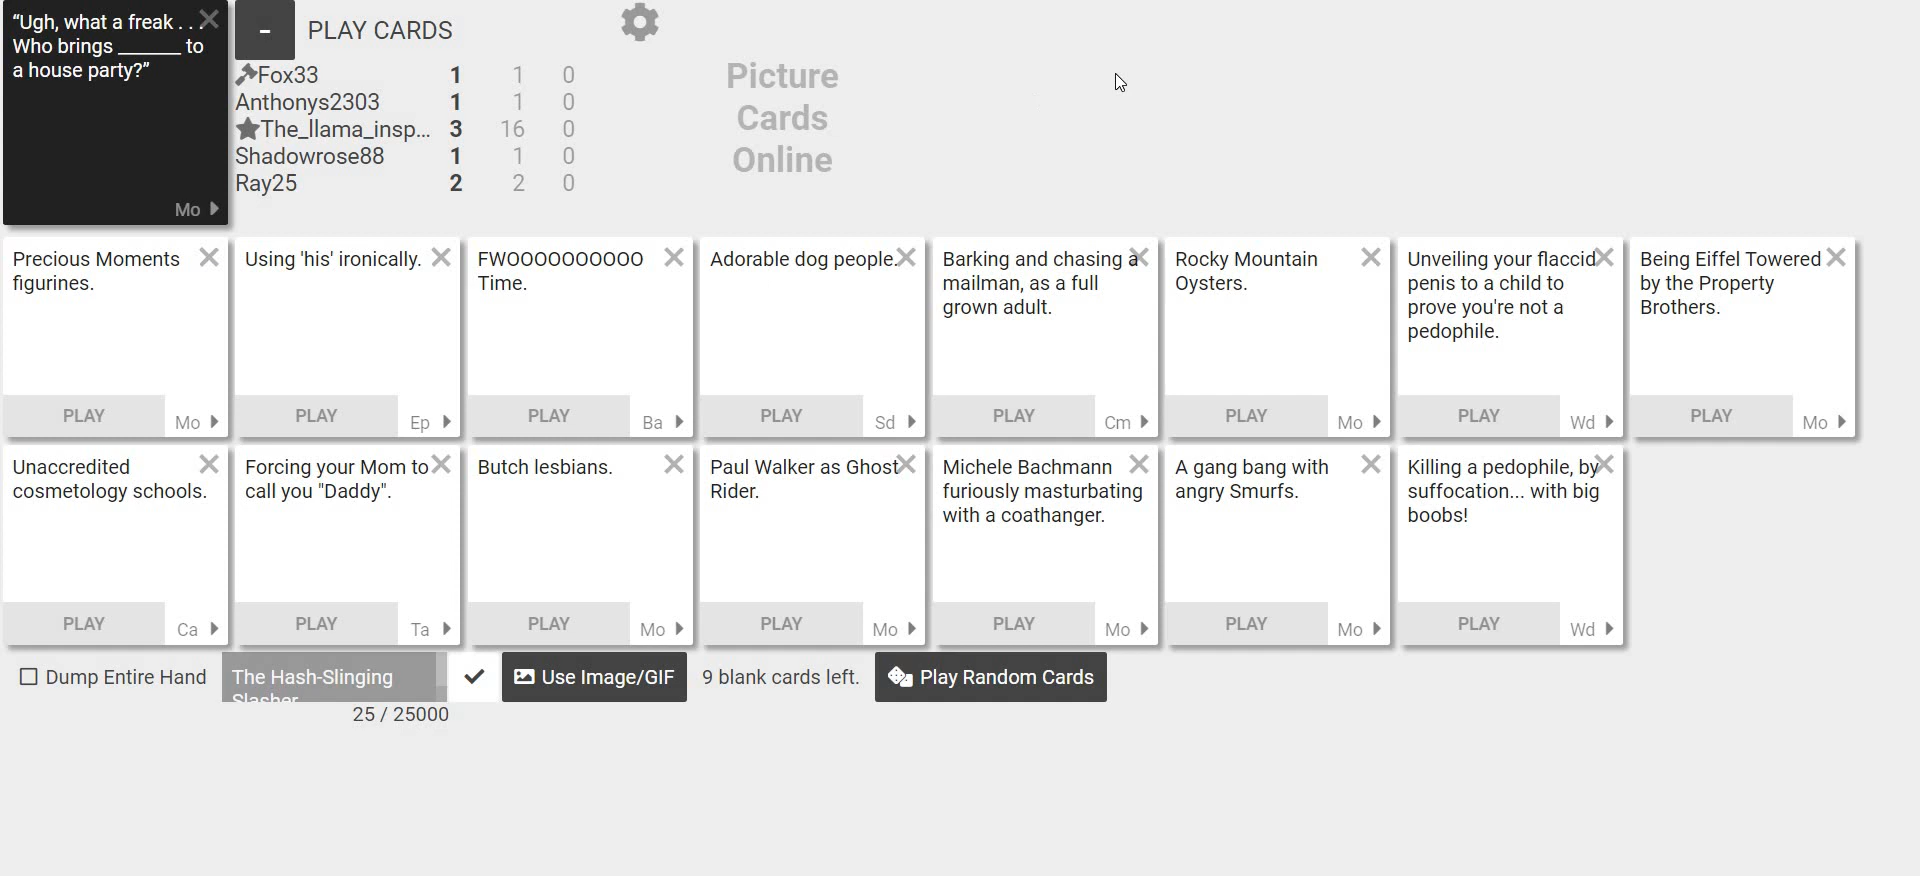 “Ugh, what a freak . . .
Who brings _______ to
a house party?”
Mo
-
PLAY CARDS
Fox33 1 1 0
Anthonys2303 1 1 0
The_llama_insp... 3 16 0
Shadowrose88 1 1 0
Ray25 2 2 0
Picture
Cards
Online
Precious Moments
figurines.
PLAY
Mo
Using 'his' ironically.
PLAY
Ep
FWOOOOOOOOOO
Time.
PLAY
Ba
Adorable dog people.
PLAY
Sd
Barking and chasing a
mailman, as a full
grown adult.
PLAY
Cm
Rocky Mountain
Oysters.
PLAY
Mo
Unveiling your flaccid
penis to a child to
prove you're not a
pedophile.
PLAY
Wd
Being Eiffel Towered
by the Property
Brothers.
PLAY
Mo
Unaccredited
cosmetology schools.
PLAY
Ca
Forcing your Mom to
call you "Daddy".
PLAY
Ta
Butch lesbians.
PLAY
Mo
Paul Walker as Ghost
Rider.
PLAY
Mo
Michele Bachmann
furiously masturbating
with a coathanger.
PLAY
Mo
A gang bang with
angry Smurfs.
PLAY
Mo
Killing a pedophile, by
suffocation... with big
boobs!
PLAY
Wd
Dump Entire Hand
The Hash-Slinging
Slasher
Use Image/GIF
9 blank cards left.
Play Random Cards
25 / 25000